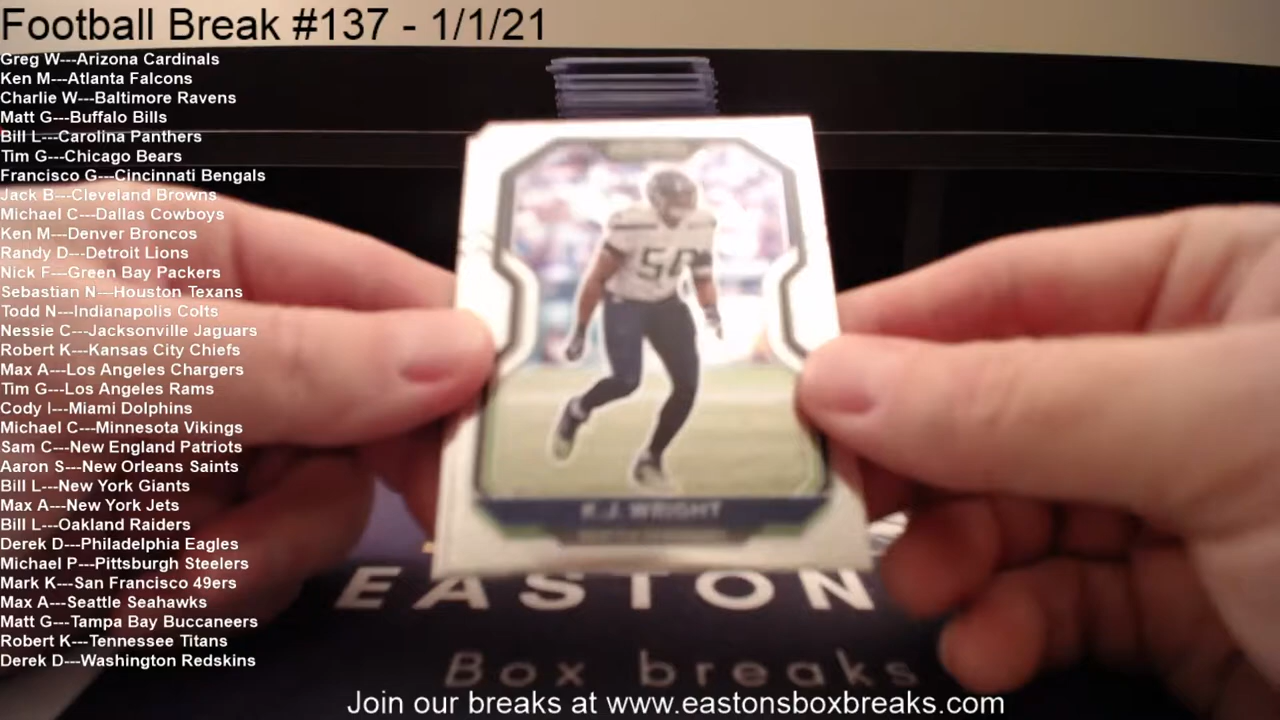 Football Break #137 - 1/1/21
Greg W---Arizona Cardinals
Ken M---Atlanta Falcons
Charlie W---Baltimore Ravens
Matt G---Buffalo Bills
Bill L---Carolina Panthers
Tim G---Chicago Bears
Francisco G---Cincinnati Bengals
Jack B---Cleveland Browns
Michael C---Dallas Cowboys
Ken M---Denver Broncos
Randy D---Detroit Lions
Nick F---Green Bay Packers
Sebastian N---Houston Texans
Todd N---Indianapolis Colts
Nessie C---Jacksonville Jaguars
Robert K---Kansas City Chiefs
Max A---Los Angeles Chargers
Tim G---Los Angeles Rams
Cody I---Miami Dolphins
Michael C---Minnesota Vikings
Sam C---New England Patriots
Aaron S---New Orleans Saints
Bill L---New York Giants
Max A---New York Jets
Bill L---Oakland Raiders
Derek D---Philadelphia Eagles
Michael P---Pittsburgh Steelers
Mark K---San Francisco 49ers
Max A---Seattle Seahawks
Matt G---Tampa Bay Buccaneers
Robert K---Tennessee Titans
Derek D---Washington Redskins
50
K.J. WRIGHT
EASTON
Box breaks
Join our breaks at www.eastonsboxbreaks.com